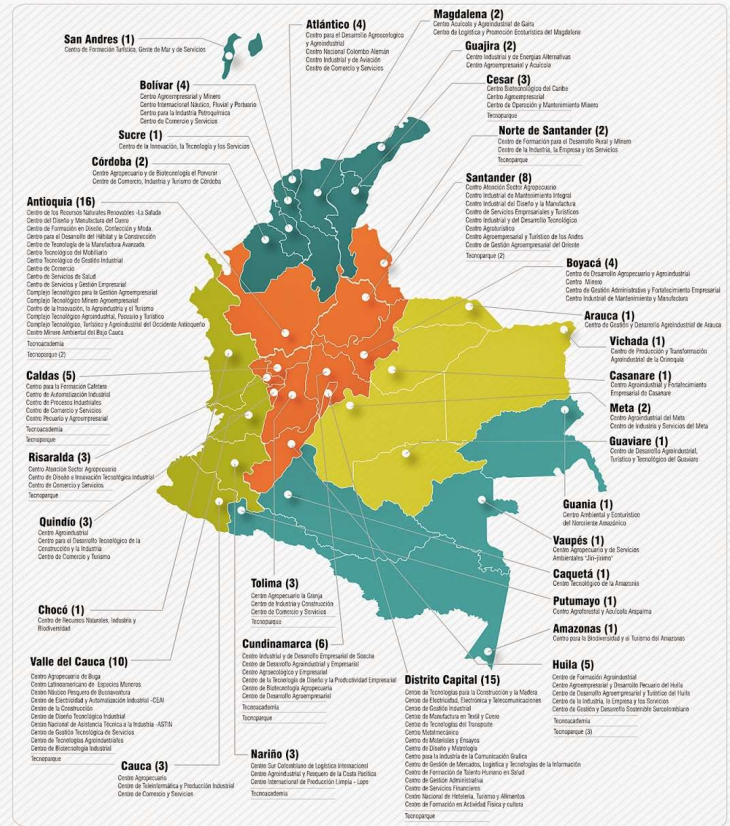 San Andres (1)
Centro de Formación Turística, Gente de Mar y de Servicios
Atlántico (4)
Centro para el Desarrollo Agroecológico
y Agroindustrial
Centro Nacional Colombo Alemán
Centro Industrial y de Aviación
Centro de Comercio y Servicios
Magdalena (2)
Centro Acuícola y Agroindustrial de Gaira
Centro de Logística y Promoción Ecoturística del Magdalena
Guajira (2)
Centro Industrial y de Energías Alternativas
Centro Agroempresarial y Acuícola
Cesar (3)
Centro Biotecnológico del Caribe
Centro Agroempresarial
Centro de Operación y Mantenimiento Minero
Tecnoparque
Bolívar (4)
Centro Agroempresarial y Minero
Centro Internacional Náutico, Fluvial y Portuario
Centro para la Industria Petroquímica
Centro de Comercio y Servicios
Sucre (1)
Centro de la Innovación, la Tecnología y los Servicios
Córdoba (2)
Centro Agropecuario y de Biotecnología el Porvenir
Centro de Comercio, Industria y Turismo de Córdoba
Norte de Santander (2)
Centro de Formación para el Desarrollo Rural y Minero
Centro de la Industria, la Empresa y los Servicios
Tecnoparque
Santander (8)
Centro Atención Sector Agropecuario
Centro Industrial de Mantenimiento Integral
Centro Industrial del Diseño y la Manufactura
Centro de Servicios Empresariales y Turísticos
Centro Industrial y del Desarrollo Tecnológico
Centro Agroturístico
Centro Agroempresarial y Turístico de los Andes
Centro de Gestión Agroempresarial del Oriente
Tecnoparque (2)
Antioquia (16)
Centro de los Recursos Naturales Renovables -La Salada
Centro del Diseño y Manufactura del Cuero
Centro de Formación en Diseño, Confección y Moda
Centro para el Desarrollo del Hábitat y la Construcción
Centro de Tecnología de la Manufactura Avanzada
Centro Tecnológico del Mobiliario
Centro Tecnológico de Gestión Industrial
Centro de Comercio
Centro de Servicios de Salud
Centro de Servicios y Gestión Empresarial
Complejo Tecnológico para la Gestión Agroempresarial
Complejo Tecnológico Minero Agroempresarial
Centro de la Innovación, la Agroindustria y el Turismo
Complejo Tecnológico Agroindustrial, Pecuario y Turístico
Complejo Tecnológico, Turístico y Agroindustrial del Occidente Antioqueño
Centro Minero Ambiental del Bajo Cauca
Tecnoacademia
Tecnoparque (2)
Boyacá (4)
Centro de Desarrollo Agropecuario y Agroindustrial
Centro Minero
Centro de Gestión Administrativa y Fortalecimiento Empresarial
Centro Industrial de Mantenimiento y Manufactura
Arauca (1)
Centro de Gestión y Desarrollo Agroindustrial de Arauca
Vichada (1)
Centro de Producción y Transformación
Agroindustrial de la Orinoquia
Casanare (1)
Centro Agroindustrial y Fortalecimiento
Empresarial de Casanare
Meta (2)
Centro Agroindustrial del Meta
Centro de Industria y Servicios del Meta
Guaviare (1)
Centro de Desarrollo Agroindustrial,
Turístico y Tecnológico del Guaviare
Caldas (5)
Centro para la Formación Cafetera
Centro de Automatización Industrial
Centro de Procesos Industriales
Centro de Comercio y Servicios
Centro Pecuario y Agroempresarial
Tecnoacademia
Tecnoparque
Risaralda (3)
Centro Atención Sector Agropecuario
Centro de Diseño e Innovación Tecnológica Industrial
Centro de Comercio y Servicios
Tecnoparque
Quindío (3)
Centro Agroindustrial
Centro para el Desarrollo Tecnológico de la
Construcción y la Industria
Centro de Comercio y Turismo
Guania (1)
Centro Ambiental y Ecoturístico
del Nororiente Amazónico
Vaupés (1)
Centro Agropecuario y de Servicios
Ambientales "Jirí-jirimo"
Caquetá (1)
Centro Tecnológico de la Amazonia
Putumayo (1)
Centro Agroforestal y Acuícola Arapaima
Amazonas (1)
Centro para la Biodiversidad y el Turismo del Amazonas
Chocó (1)
Centro de Recursos Naturales, Industria y
Biodiversidad
Tolima (3)
Centro Agropecuario la Granja
Centro de Industria y Construcción
Centro de Comercio y Servicios
Tecnoparque
Cundinamarca (6)
Centro Industrial y de Desarrollo Empresarial de Soacha
Centro de Desarrollo Agroindustrial y Empresarial
Centro Agroecológico y Empresarial
Centro de la Tecnología de Diseño y la Productividad Empresarial
Centro de Biotecnología Agropecuaria
Centro de Desarrollo Agroempresarial
Tecnoacademia
Tecnoparque
Valle del Cauca (10)
Centro Agropecuario de Buga
Centro Latinoamericano de Especies Menores
Centro Náutico Pesquero de Buenaventura
Centro de Electricidad y Automatización Industrial -CEAI
Centro de la Construcción
Centro de Diseño Tecnológico Industrial
Centro Nacional de Asistencia Técnica a la Industria -ASTIN
Centro de Gestión Tecnológica de Servicios
Centro de Tecnologías Agroindustriales
Centro de Biotecnología Industrial
Tecnoparque
Cauca (3)
Centro Agropecuario
Centro de Teleinformática y Producción Industrial
Centro de Comercio y Servicios
Nariño (3)
Centro Sur Colombiano de Logística Internacional
Centro Agroindustrial y Pesquero de la Costa Pacífica
Centro Internacional de Producción Limpia - Lope
Tecnoacademia
Distrito Capital (15)
Centro de Tecnologías para la Construcción y la Madera
Centro de Electricidad, Electrónica y Telecomunicaciones
Centro de Gestión Industrial
Centro de Manufactura en Textil y Cuero
Centro de Tecnologías del Transporte
Centro Metalmecánico
Centro de Materiales y Ensayos
Centro de Diseño y Metrología
Centro para la Industria de la Comunicación Gráfica
Centro de Gestión de Mercados, Logística y Tecnologías de la Información
Centro de Formación de Talento Humano en Salud
Centro de Gestión Administrativa
Centro de Servicios Financieros
Centro Nacional de Hotelería, Turismo y Alimentos
Centro de Formación en Actividad Física y cultura
Tecnoparque
Huila (5)
Centro de Formación Agroindustrial
Centro Agroempresarial y Desarrollo Pecuario del Huila
Centro de Desarrollo Agroempresarial y Turístico del Huila
Centro de la Industria, la Empresa y los Servicios
Centro de Gestión y Desarrollo Sostenible Surcolombiano
Tecnoacademia
Tecnoparque (3)